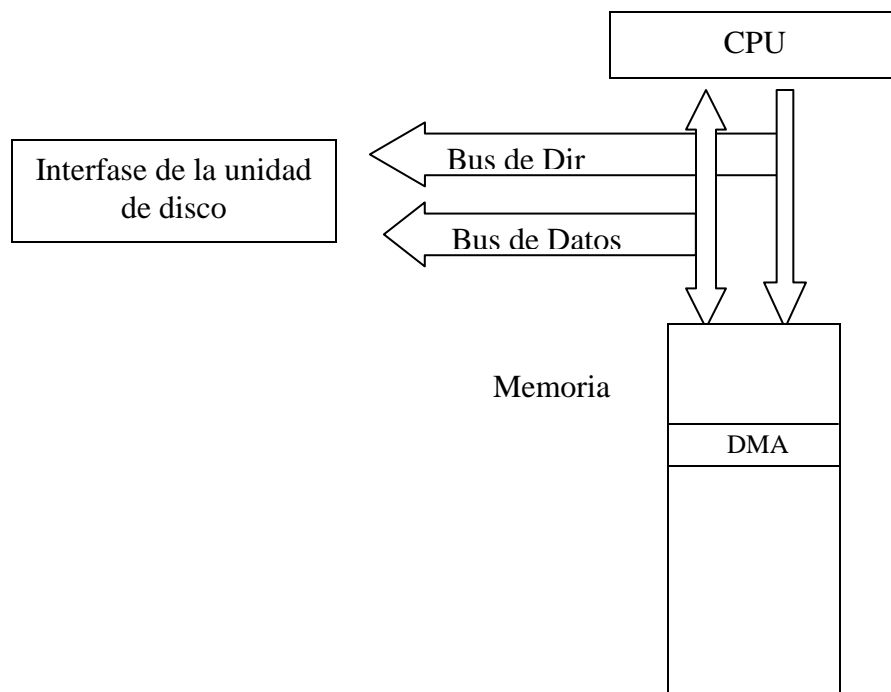 CPU
Bus de Dir
Interfase de la unidad
de disco
Bus de Datos
Memoria
DMA